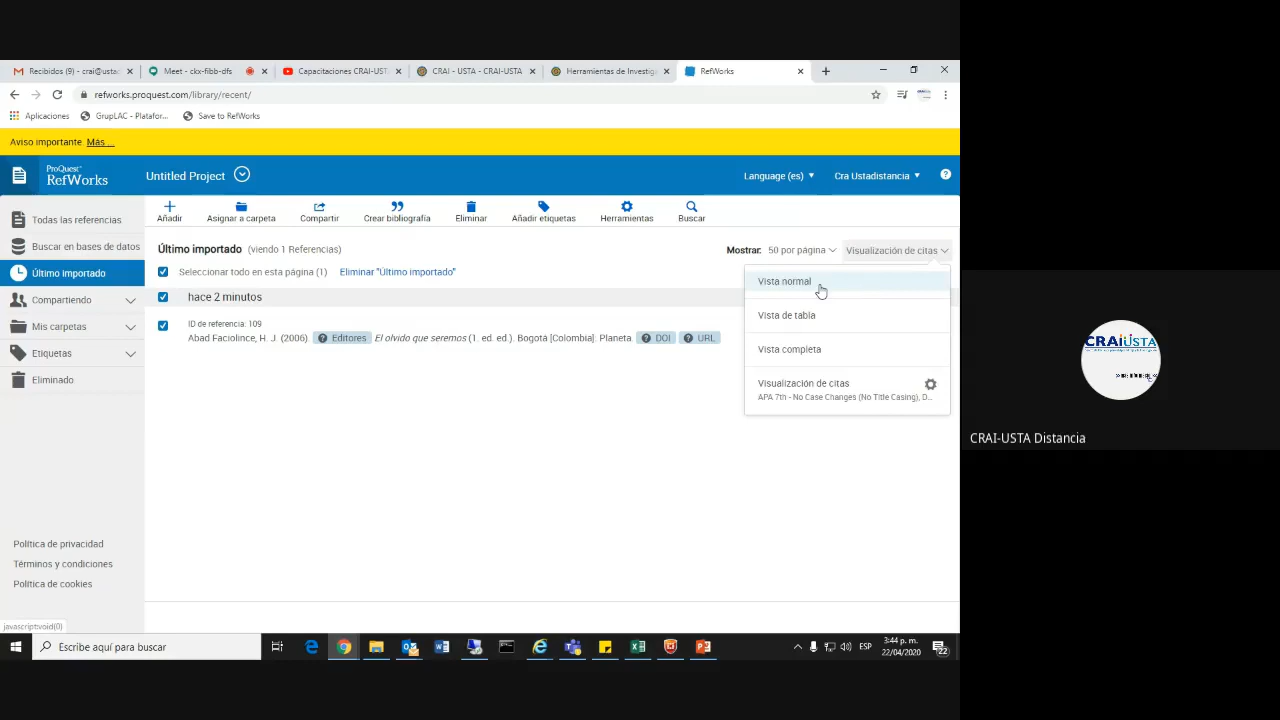 Recibidos (9) - crai@usta
Meet - ckx-fibb-dfs
Capacitaciones CRAI-UST
CRAI - USTA - CRAI-USTA
Herramientas de Investiga
RefWorks
refworks.proquest.com/library/recent/
Aplicaciones
GrupLAC - Platafor...
Save to RefWorks
Aviso importante. Más ...
ProQuest
RefWorks
Untitled Project
Language (es)
Cra Ustadistancia
Todas las referencias
Buscar en bases de datos
Último importado
Compartiendo
Mis carpetas
Etiquetas
Eliminado
Política de privacidad
Términos y condiciones
Política de cookies
javascript:void(0)
Añadir
Asignar a carpeta
Compartir
Crear bibliografía
Eliminar
Añadir etiquetas
Herramientas
Buscar
Último importado (viendo 1 Referencias)
Mostrar: 50 por página
Visualización de citas
Seleccionar todo en esta página (1)
Eliminar "Último importado"
hace 2 minutos
ID de referencia: 109
Abad Faciolince, H. J. (2006). Editores El olvido que seremos (1. ed. ed.). Bogotá [Colombia]: Planeta. DOI URL
Vista normal
Vista de tabla
Vista completa
Visualización de citas
APA 7th - No Case Changes (No Title Casing), D...
Escribe aquí para buscar
ESP
3:44 p. m.
22/04/2020
22
CRAIUSTA
CRAI-USTA Distancia